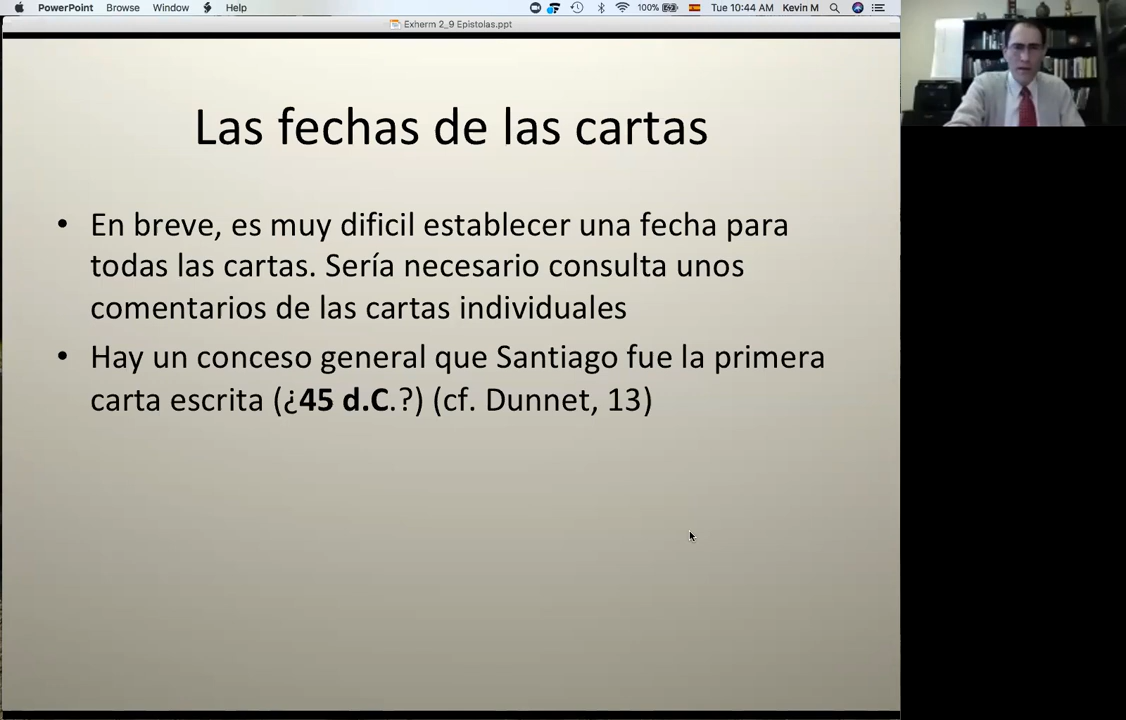 PowerPoint Browse Window Help 100% Tue 10:44 AM Kevin M
Exherm 2_9 Epistolas.ppt
Las fechas de las cartas
• En breve, es muy dificil establecer una fecha para
todas las cartas. Sería necesario consulta unos
comentarios de las cartas individuales
• Hay un conceso general que Santiago fue la primera
carta escrita (¿45 d.C.?) (cf. Dunnet, 13)